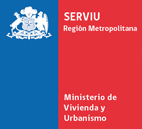 SERVIU
Región Metropolitana
Ministerio de
Vivienda y
Urbanismo